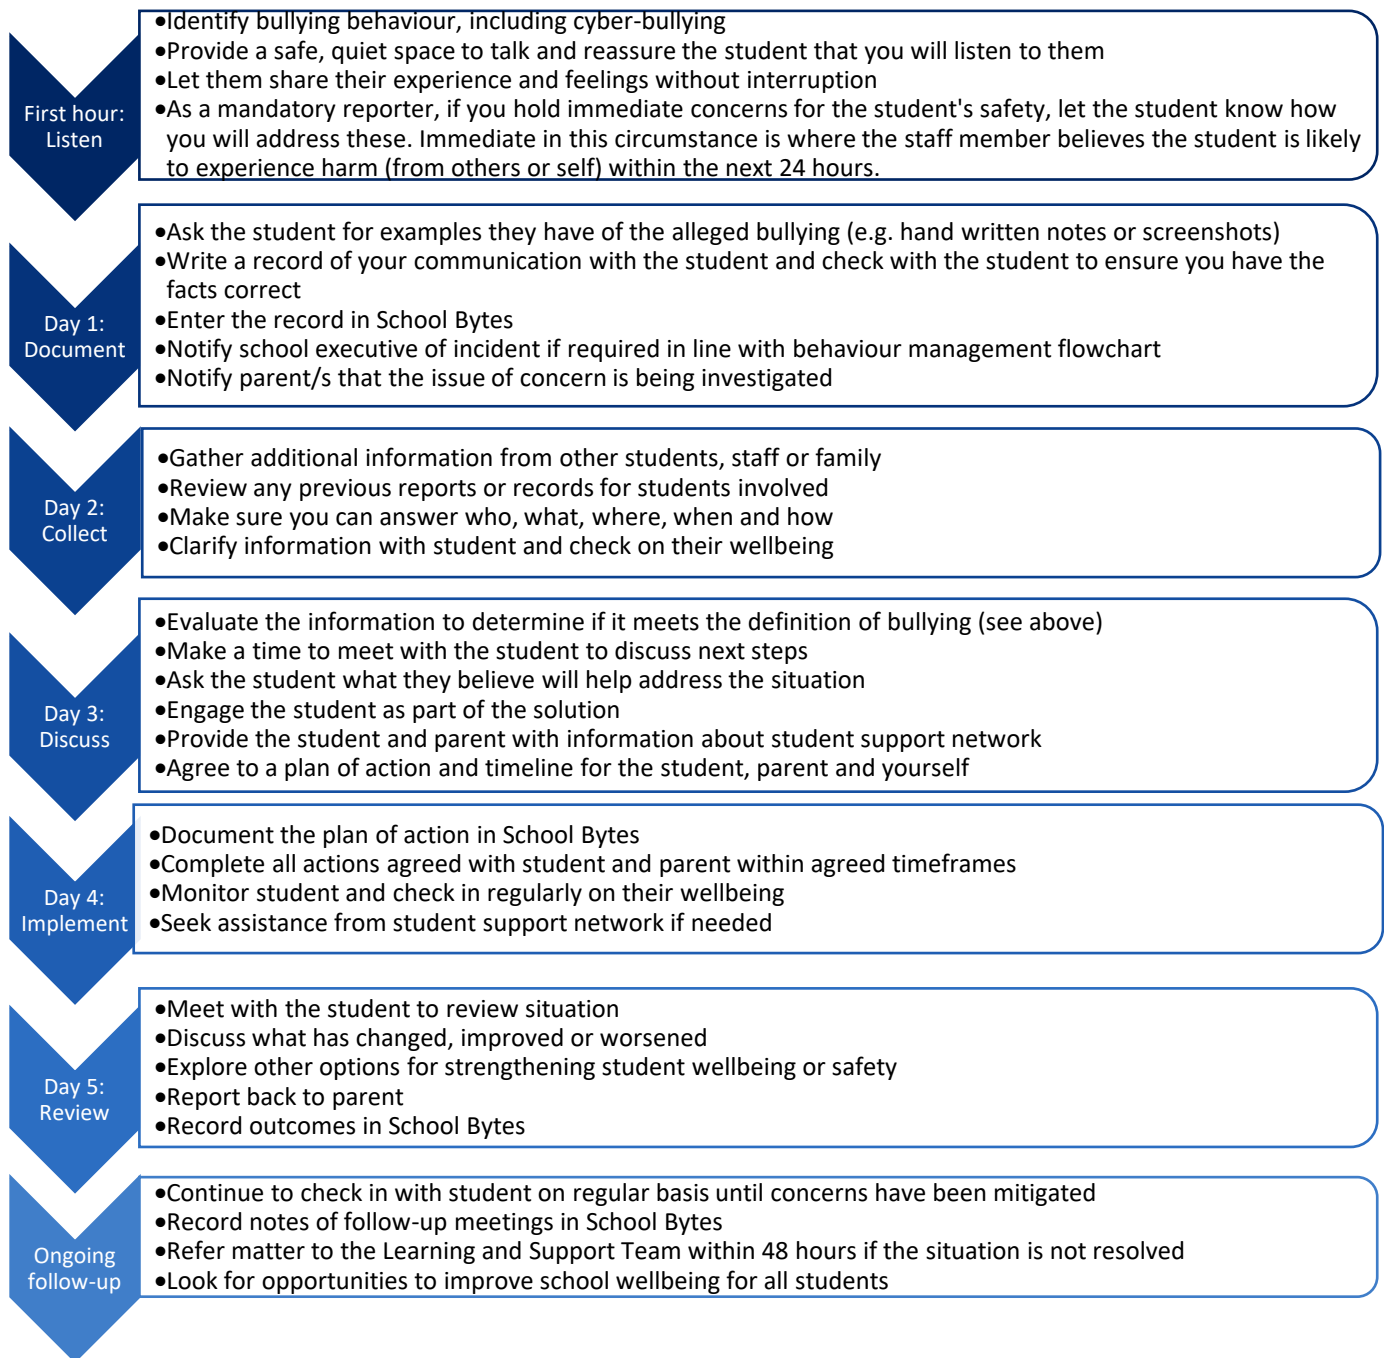 First hour:
Listen
•Identify bullying behaviour, including cyber-bullying
•Provide a safe, quiet space to talk and reassure the student that you will listen to them
•Let them share their experience and feelings without interruption
•As a mandatory reporter, if you hold immediate concerns for the student's safety, let the student know how
you will address these. Immediate in this circumstance is where the staff member believes the student is likely
to experience harm (from others or self) within the next 24 hours.
Day 1:
Document
•Ask the student for examples they have of the alleged bullying (e.g. hand written notes or screenshots)
•Write a record of your communication with the student and check with the student to ensure you have the
facts correct
•Enter the record in School Bytes
•Notify school executive of incident if required in line with behaviour management flowchart
•Notify parent/s that the issue of concern is being investigated
Day 2:
Collect
•Gather additional information from other students, staff or family
•Review any previous reports or records for students involved
•Make sure you can answer who, what, where, when and how
•Clarify information with student and check on their wellbeing
Day 3:
Discuss
•Evaluate the information to determine if it meets the definition of bullying (see above)
•Make a time to meet with the student to discuss next steps
•Ask the student what they believe will help address the situation
•Engage the student as part of the solution
•Provide the student and parent with information about student support network
•Agree to a plan of action and timeline for the student, parent and yourself
Day 4:
Implement
•Document the plan of action in School Bytes
•Complete all actions agreed with student and parent within agreed timeframes
•Monitor student and check in regularly on their wellbeing
•Seek assistance from student support network if needed
Day 5:
Review
•Meet with the student to review situation
•Discuss what has changed, improved or worsened
•Explore other options for strengthening student wellbeing or safety
•Report back to parent
•Record outcomes in School Bytes
Ongoing
follow-up
•Continue to check in with student on regular basis until concerns have been mitigated
•Record notes of follow-up meetings in School Bytes
•Refer matter to the Learning and Support Team within 48 hours if the situation is not resolved
•Look for opportunities to improve school wellbeing for all students